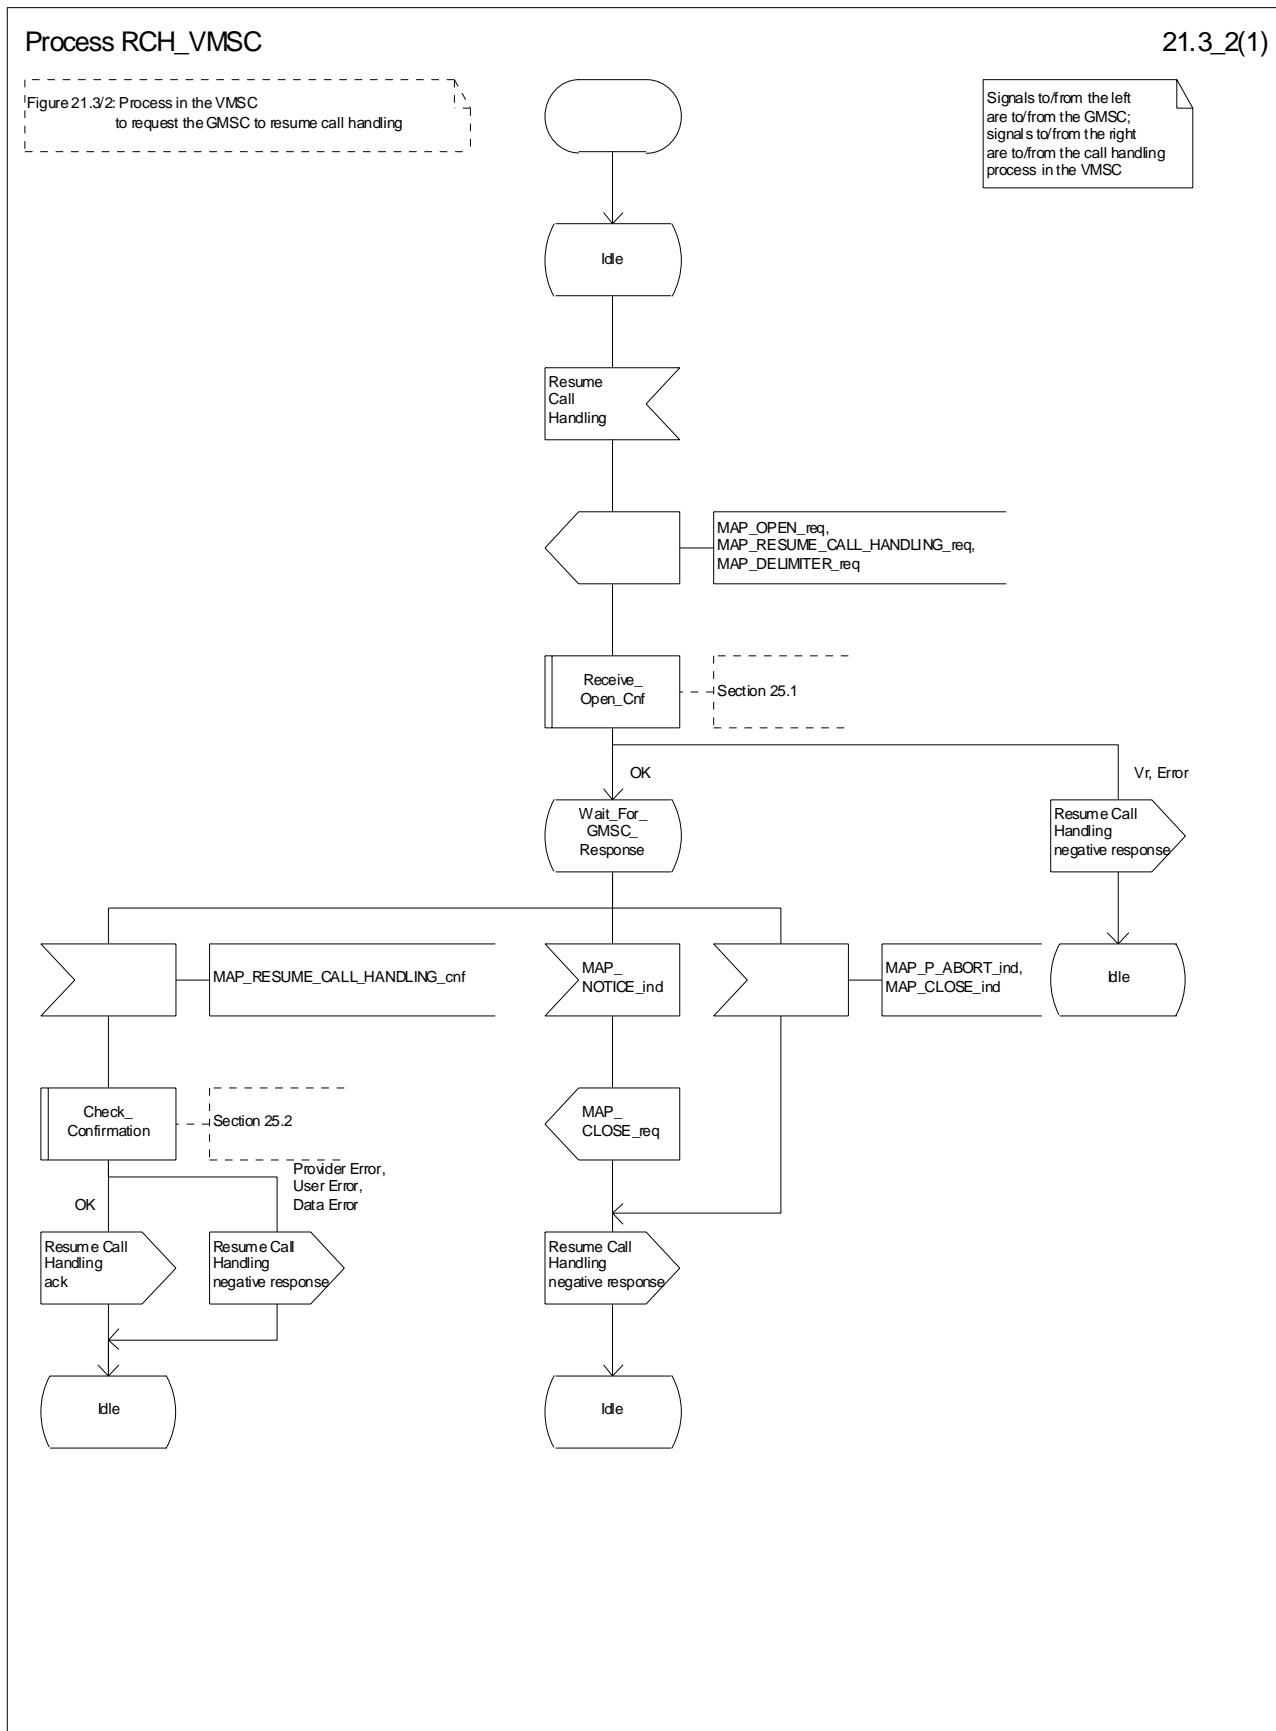 Process RCH_VMSC
21.3_2(1)
Figure 21.3/2: Process in the VMSC
to request the GMSC to resume call handling
Signals to/from the left
are to/from the GMSC;
signals to/from the right
are to/from the call handling
process in the VMSC
Idle
Resume
Call
Handling
MAP_OPEN_req,
MAP_RESUME_CALL_HANDLING_req,
MAP_DELIMITER_req
Receive_
Open_Cnf
Section 25.1
OK
Vr, Error
Wait_For_
GMSC_
Response
Resume Call
Handling
negative response
MAP_RESUME_CALL_HANDLING_cnf
MAP_
NOTICE_ind
MAP_P_ABORT_ind,
MAP_CLOSE_ind
Idle
Check_
Confirmation
Section 25.2
MAP_
CLOSE_req
Provider Error,
User Error,
Data Error
OK
Resume Call
Handling
ack
Resume Call
Handling
negative response
Resume Call
Handling
negative response
Idle
Idle